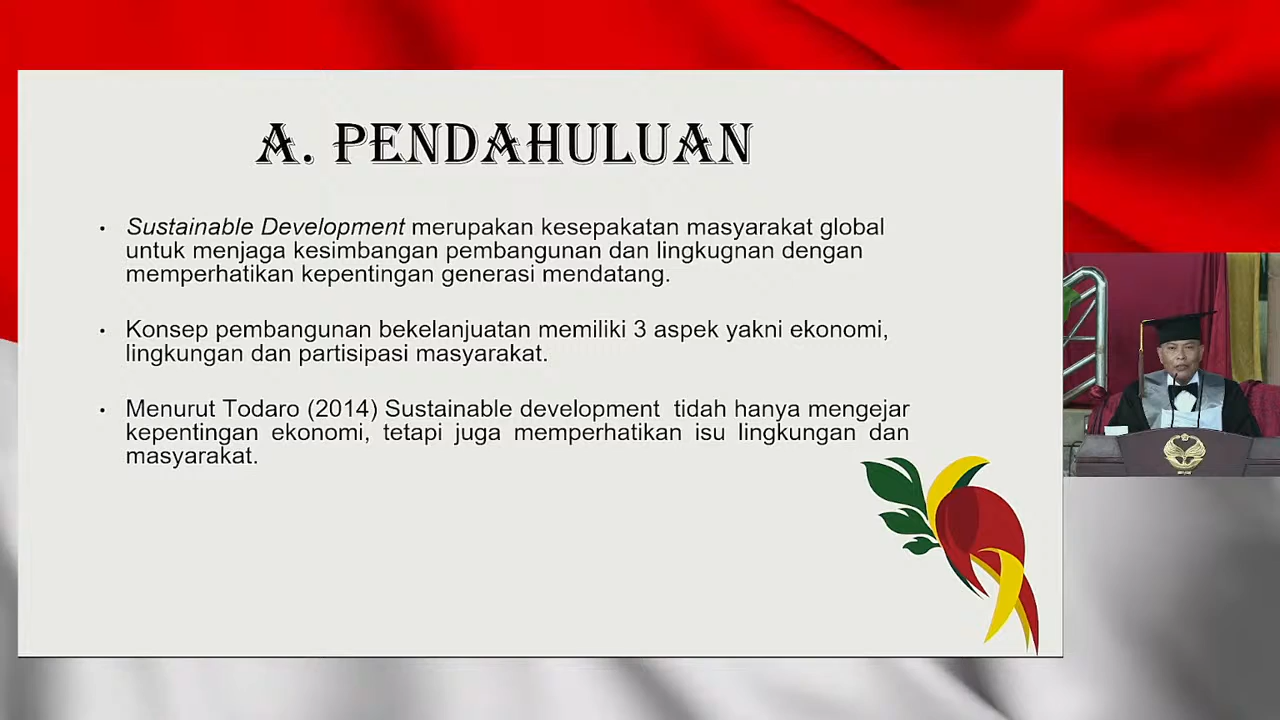 A. PENDAHULUAN
• Sustainable Development merupakan kesepakatan masyarakat global
untuk menjaga kesimbangan pembangunan dan lingkugnan dengan
memperhatikan kepentingan generasi mendatang.
• Konsep pembangunan bekelanjuatan memiliki 3 aspek yakni ekonomi,
lingkungan dan partisipasi masyarakat.
• Menurut Todaro (2014) Sustainable development tidah hanya mengejar
kepentingan ekonomi, tetapi juga memperhatikan isu lingkungan dan
masyarakat.